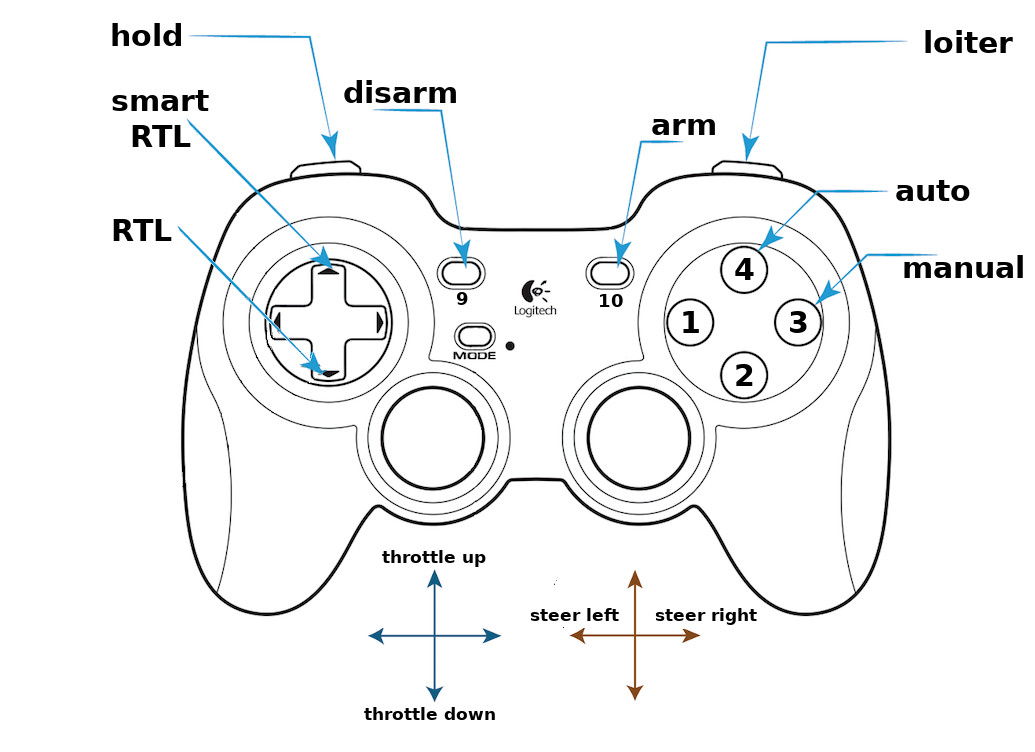 hold
loiter
smart
RTL
disarm
arm
auto
RTL
manual
4
9
10
Logitech
1
3
MODE
2
throttle up
steer left
steer right
throttle down